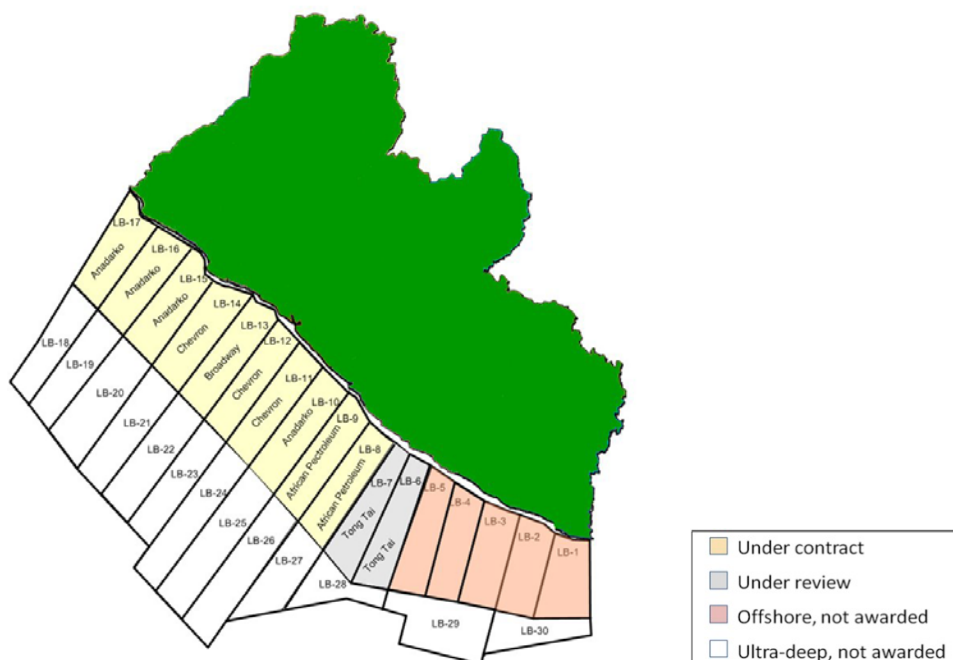 LB-17
Anadarko
LB-16
Anadarko
LB-15
Anadarko
LB-14
Chevron
LB-13
Broadway
LB-12
Chevron
LB-11
Chevron
LB-10
Anadarko
LB-9
African Pectroleum
LB-8
African Petroleum
LB-7
Tong Tai
LB-6
Tong Tai
LB-5
LB-4
LB-3
LB-2
LB-1
LB-18
LB-19
LB-20
LB-21
LB-22
LB-23
LB-24
LB-25
LB-26
LB-27
LB-28
LB-29
LB-30
Under contract
Under review
Offshore, not awarded
Ultra-deep, not awarded